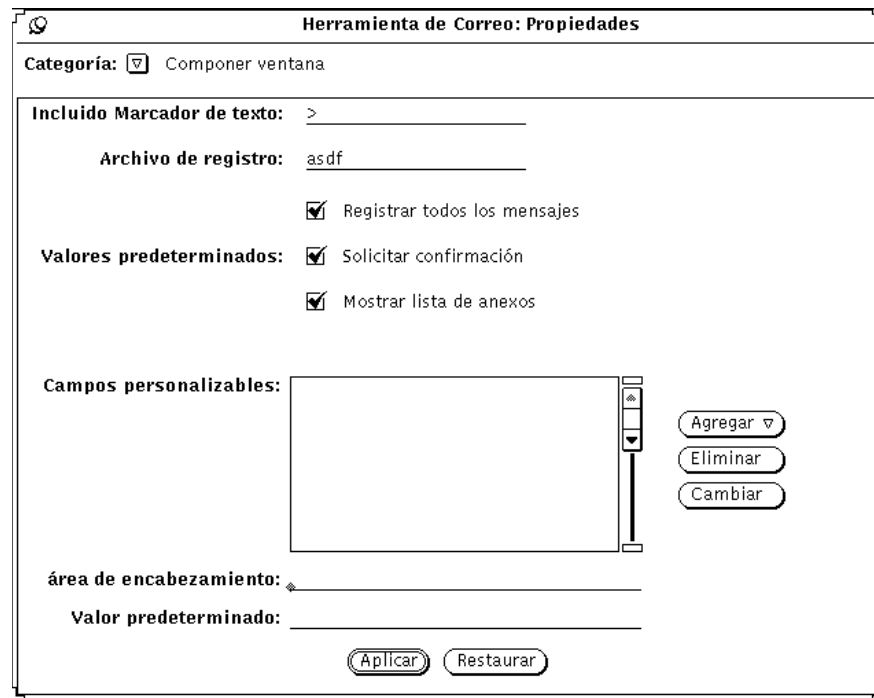 Herramienta de Correo: Propiedades
Categoría: Componer ventana
Incluido Marcador de texto: >
Archivo de registro: asdf
Registrar todos los mensajes
Valores predeterminados: Solicitar confirmación
Mostrar lista de anexos
Campos personalizables:
Agregar
Eliminar
Cambiar
área de encabezamiento:
Valor predeterminado:
Aplicar Restaurar